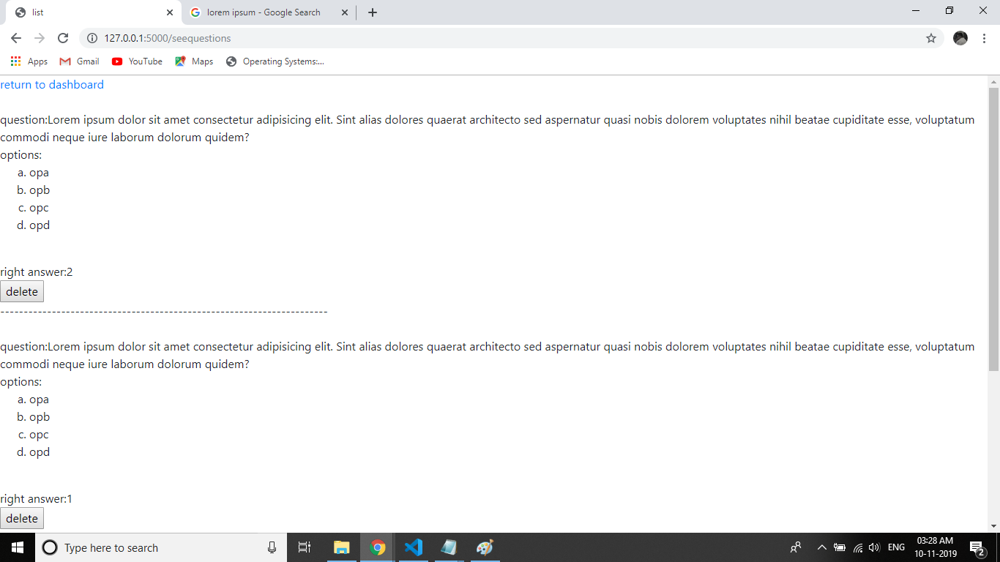 list
lorem ipsum - Google Search
127.0.0.1:5000/seequestions
Apps Gmail YouTube Maps Operating Systems:...
return to dashboard
question:Lorem ipsum dolor sit amet consectetur adipisicing elit. Sint alias dolores quaerat architecto sed aspernatur quasi nobis dolorem voluptates nihil beatae cupiditate esse, voluptatum
commodi neque iure laborum dolorum quidem?
options:
a. opa
b. opb
c. opc
d. opd
right answer:2
delete
----------------------------------------------------------------------
question:Lorem ipsum dolor sit amet consectetur adipisicing elit. Sint alias dolores quaerat architecto sed aspernatur quasi nobis dolorem voluptates nihil beatae cupiditate esse, voluptatum
commodi neque iure laborum dolorum quidem?
options:
a. opa
b. opb
c. opc
d. opd
right answer:1
delete
Type here to search
ENG
03:28 AM
10-11-2019
2